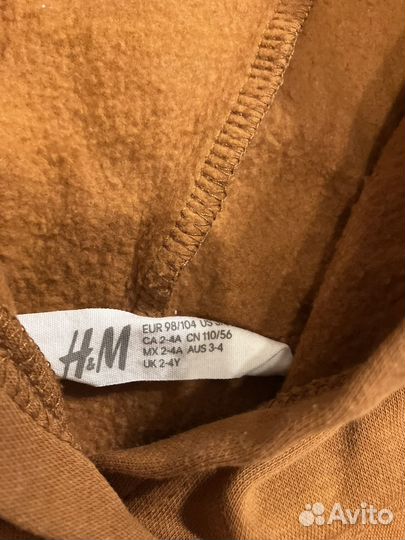 H&M
EUR 98/104 US
CA 2-4A CN 110/56
MX 2-4A AUS 3-4
UK 2-4Y
Avito